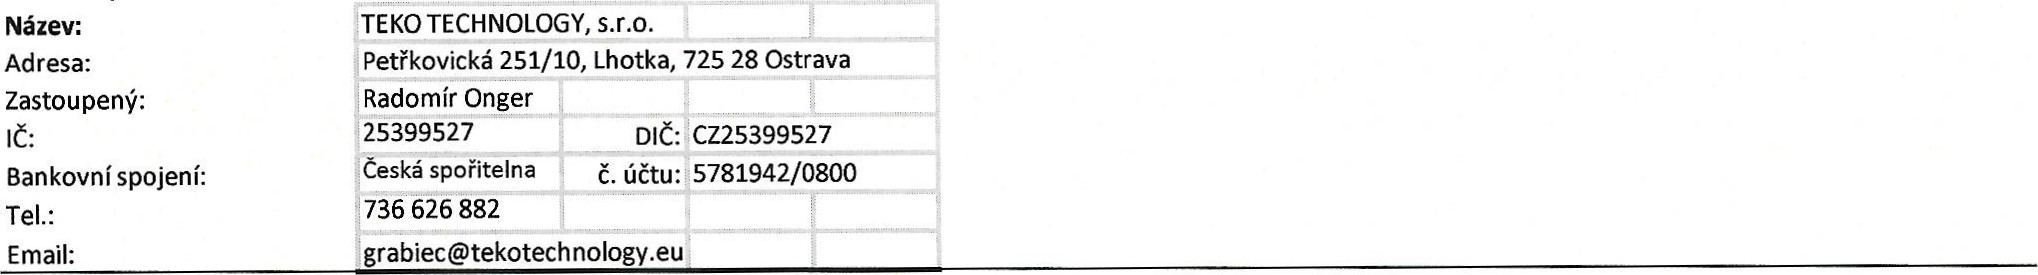 Název: TEKO TECHNOLOGY, s.r.o.
Adresa: Petřkovická 251/10, Lhotka, 725 28 Ostrava
Zastoupený: Radomír Onger
IČ: 25399527 DIČ: CZ25399527
Bankovní spojení: Česká spořitelna č. účtu: 5781942/0800
Tel.: 736 626 882
Email: grabiec@tekotechnology.eu